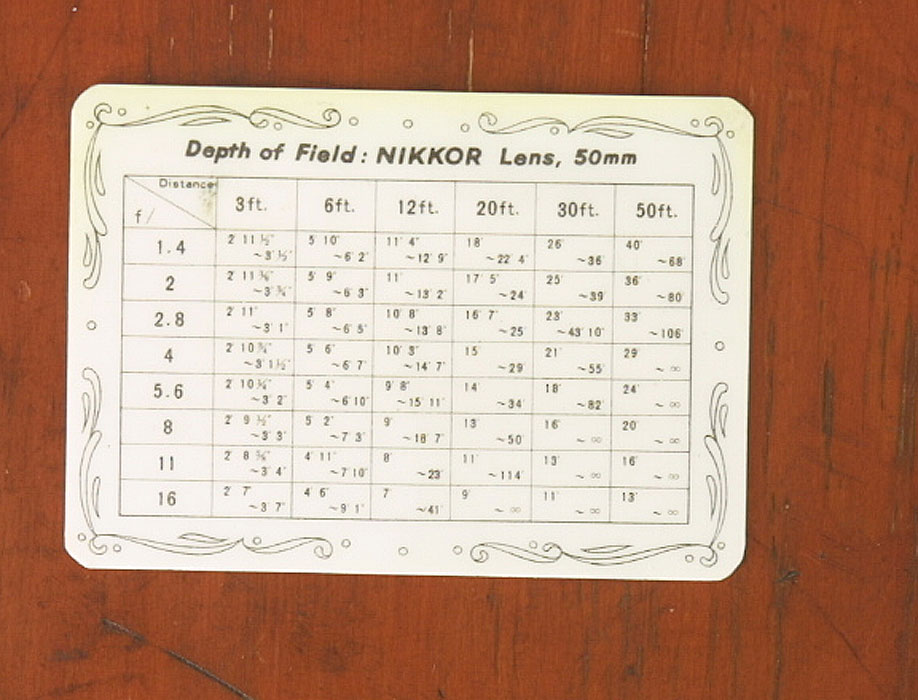 Depth of Field: NIKKOR Lens, 50mm
Distance
f/ 3ft. 6ft. 12ft. 20ft. 30ft. 50ft.
1.4 2' 11 ½" 5' 10" 11' 4" 18' 26' 40'
~3' ½" ~6' 2" ~12' 9" ~22' 4" ~36' ~68'
2 2' 11 5' 9" 11' 17' 5" 25' 36'
~3' ¾" ~6' 3" ~13' 2" ~24' ~39 ~80'
2.8 2' 11" 5' 8" 10' 8" 16' 7" 23' 33'
~3' 1" ~6' 5" ~13' 8" ~25 ~43' 10" ~106'
4 2' 10 ¾" 5' 6" 10' 3" 15' 21' 29'
~3' 1½" ~6' 7" ~14' 7" ~29' ~55' ~ ∞
5.6 2' 10 5' 4" 9' 8" 14' 18' 24'
~3' 2" ~6' 10" ~15' 11" ~34' ~82' ~ ∞
8 2' 9 ½" 5' 2" 9' 13' 16' 20'
~3' 3" ~7' 3" ~18' 7" ~50' ~ ∞ ~ ∞
11 2' 8 4' 11" 8' 11' 13' 16'
~3' 4" ~7' 10" ~23' ~114' ~ ∞ ~ ∞
16 2' 7" 4' 6" 7' 9' 11' 13'
~3' 7" ~9' 1" ~41' ~ ∞ ~ ∞ ~ ∞